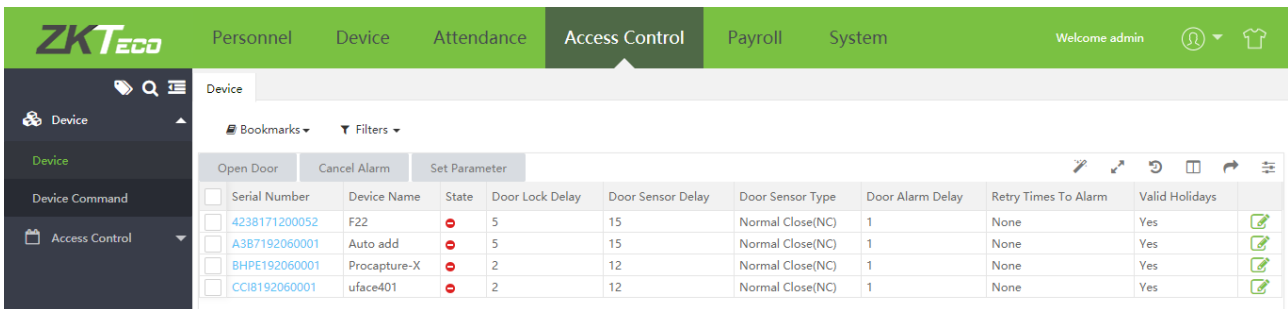 ZKTECO Personnel Device Attendance Access Control Payroll System Welcome admin
Device
Device
Bookmarks Filters
Device
Open Door Cancel Alarm Set Parameter
Device Command
Serial Number Device Name State Door Lock Delay Door Sensor Delay Door Sensor Type Door Alarm Delay Retry Times To Alarm Valid Holidays
4238171200052 F22 5 15 Normal Close(NC) 1 None Yes
Access Control
A3B7192060001 Auto add 5 15 Normal Close(NC) 1 None Yes
BHPE192060001 Procapture-X 2 12 Normal Close(NC) 1 None Yes
CCI8192060001 uface401 2 12 Normal Close(NC) 1 None Yes